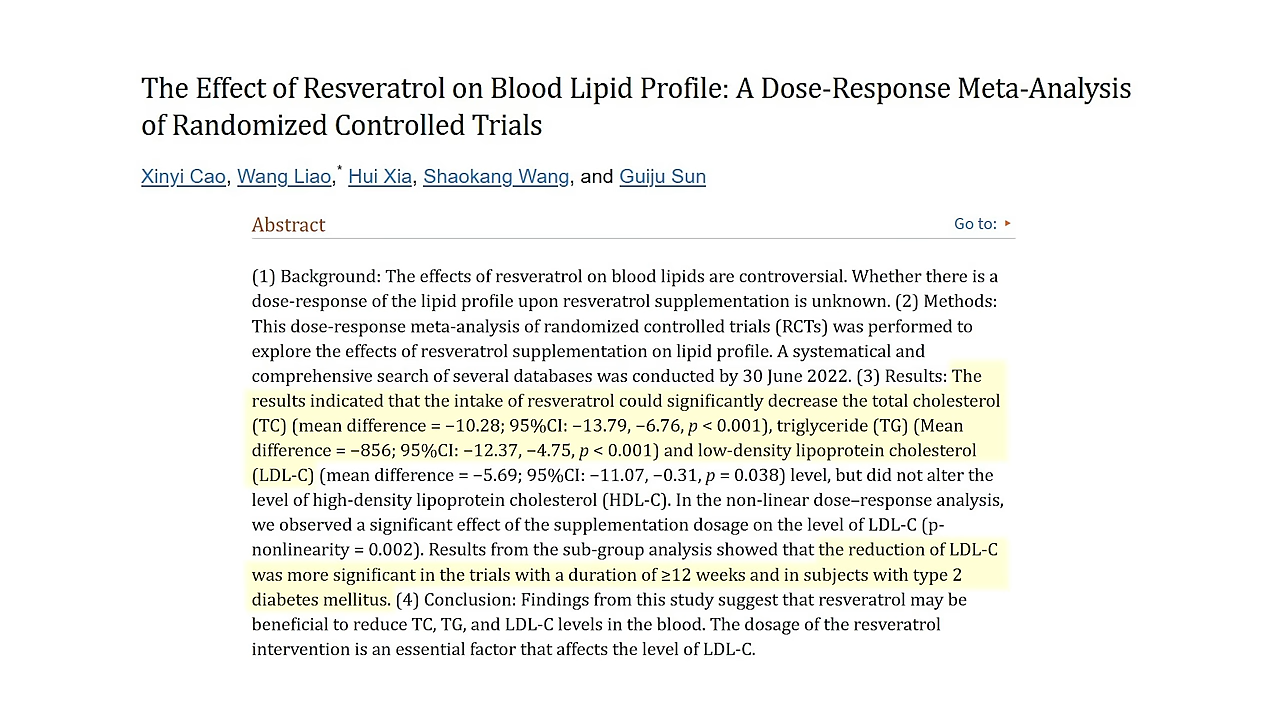 The Effect of Resveratrol on Blood Lipid Profile: A Dose-Response Meta-Analysis
of Randomized Controlled Trials
Xinyi Cao, Wang Liao,* Hui Xia, Shaokang Wang, and Guiju Sun
Abstract
Go to: ▸
(1) Background: The effects of resveratrol on blood lipids are controversial. Whether there is a
dose-response of the lipid profile upon resveratrol supplementation is unknown. (2) Methods:
This dose-response meta-analysis of randomized controlled trials (RCTs) was performed to
explore the effects of resveratrol supplementation on lipid profile. A systematical and
comprehensive search of several databases was conducted by 30 June 2022. (3) Results: The
results indicated that the intake of resveratrol could significantly decrease the total cholesterol
(TC) (mean difference = −10.28; 95%CI: −13.79, −6.76, p < 0.001), triglyceride (TG) (Mean
difference = −856; 95%CI: −12.37, −4.75, p < 0.001) and low-density lipoprotein cholesterol
(LDL-C) (mean difference = −5.69; 95%CI: −11.07, −0.31, p = 0.038) level, but did not alter the
level of high-density lipoprotein cholesterol (HDL-C). In the non-linear dose–response analysis,
we observed a significant effect of the supplementation dosage on the level of LDL-C (p-
nonlinearity = 0.002). Results from the sub-group analysis showed that the reduction of LDL-C
was more significant in the trials with a duration of ≥12 weeks and in subjects with type 2
diabetes mellitus. (4) Conclusion: Findings from this study suggest that resveratrol may be
beneficial to reduce TC, TG, and LDL-C levels in the blood. The dosage of the resveratrol
intervention is an essential factor that affects the level of LDL-C.